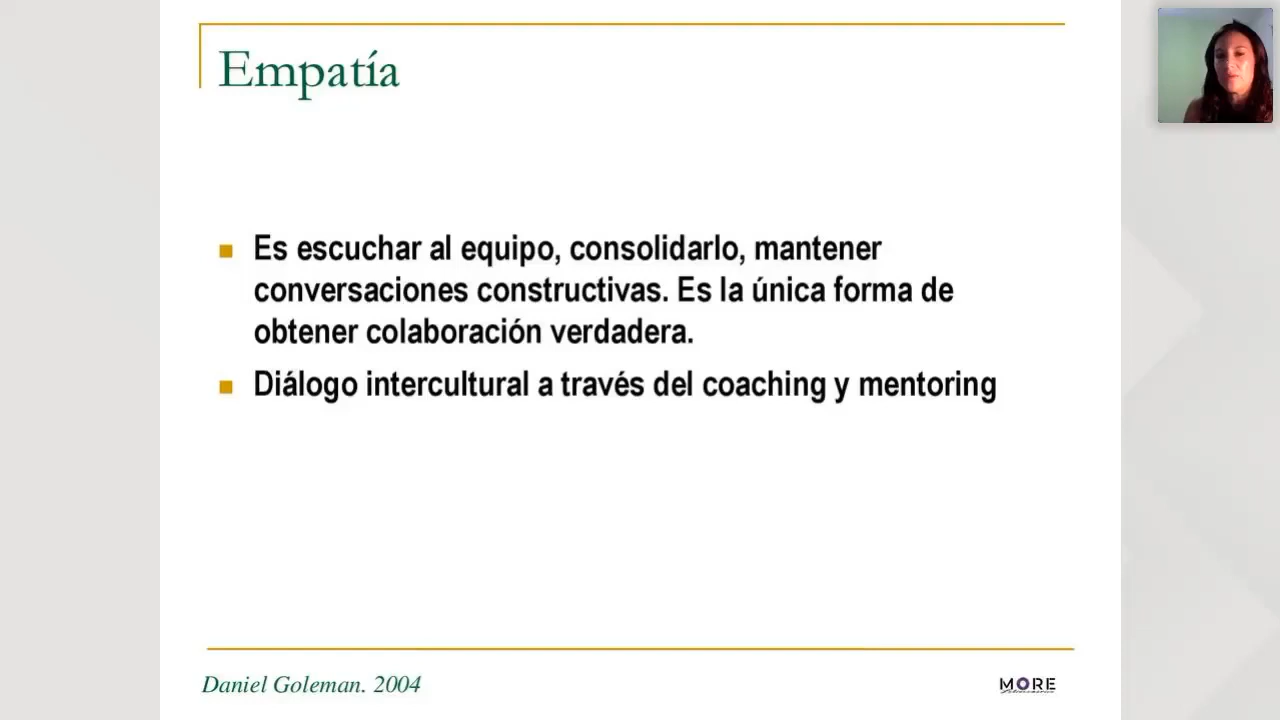 Empatía
Es escuchar al equipo, consolidarlo, mantener
conversaciones constructivas. Es la única forma de
obtener colaboración verdadera.
Diálogo intercultural a través del coaching y mentoring
Daniel Goleman. 2004
MORE